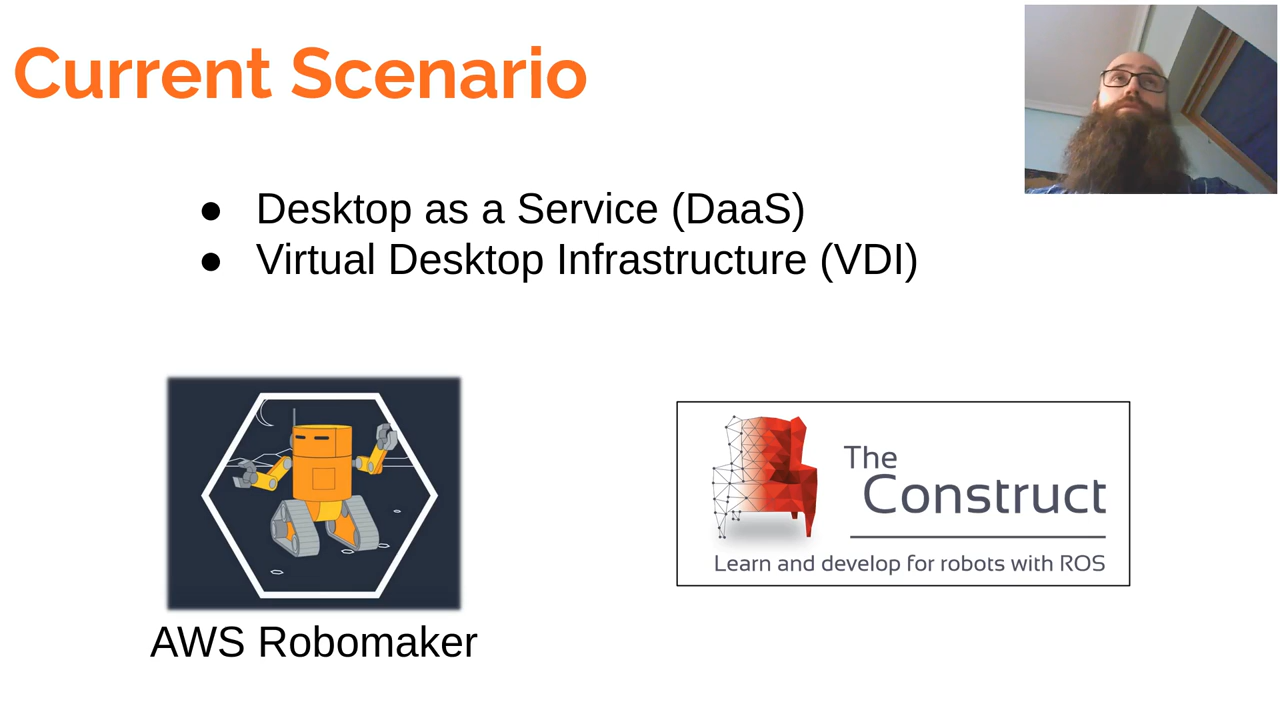 Current Scenario
● Desktop as a Service (DaaS)
● Virtual Desktop Infrastructure (VDI)
The
Construct
Learn and develop for robots with ROS
AWS Robomaker